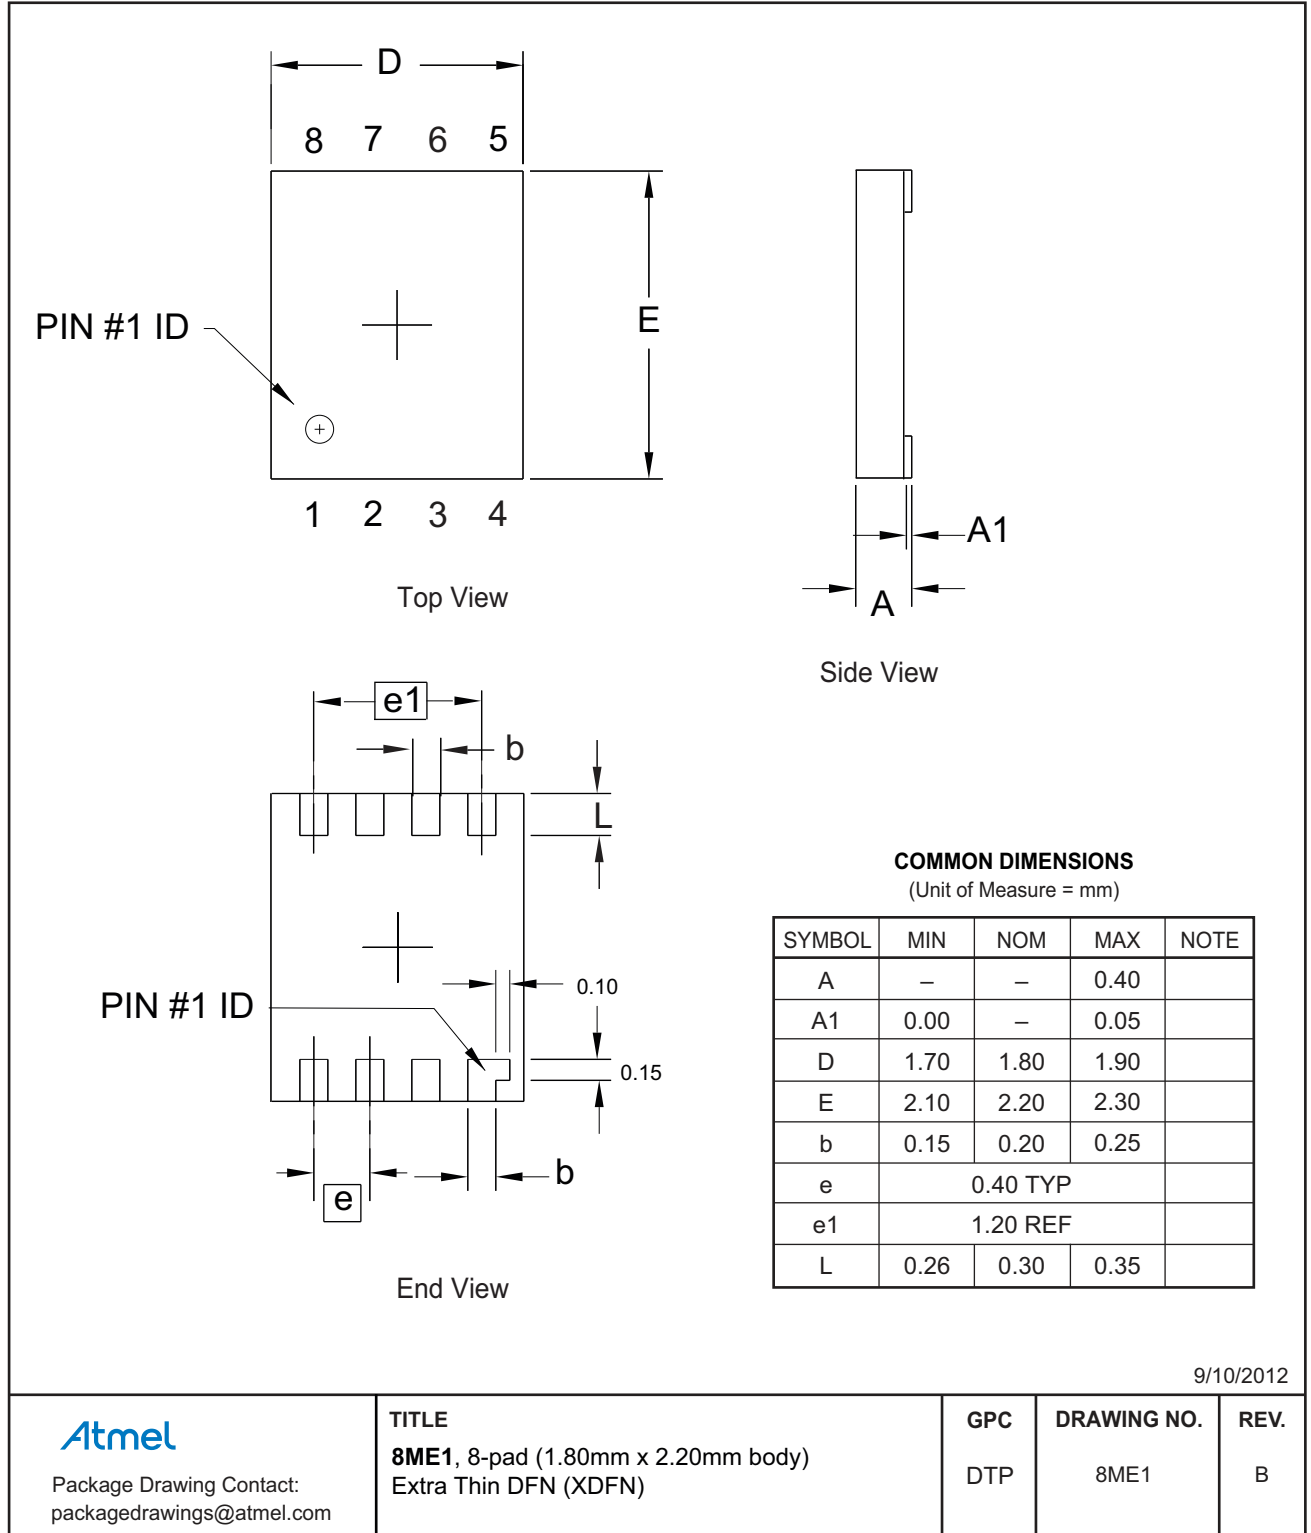 D
8 7 6 5
E
PIN #1 ID
1 2 3 4
Top View
A1
A
Side View
e1
b
L
PIN #1 ID
0.10
0.15
b
e
End View
COMMON DIMENSIONS
(Unit of Measure = mm)
SYMBOL MIN NOM MAX NOTE
A – – 0.40
A1 0.00 – 0.05
D 1.70 1.80 1.90
E 2.10 2.20 2.30
b 0.15 0.20 0.25
e 0.40 TYP
e1 1.20 REF
L 0.26 0.30 0.35
9/10/2012
Atmel
Package Drawing Contact:
packagedrawings@atmel.com
TITLE
8ME1, 8-pad (1.80mm x 2.20mm body)
Extra Thin DFN (XDFN)
GPC
DTP
DRAWING NO.
8ME1
REV.
B